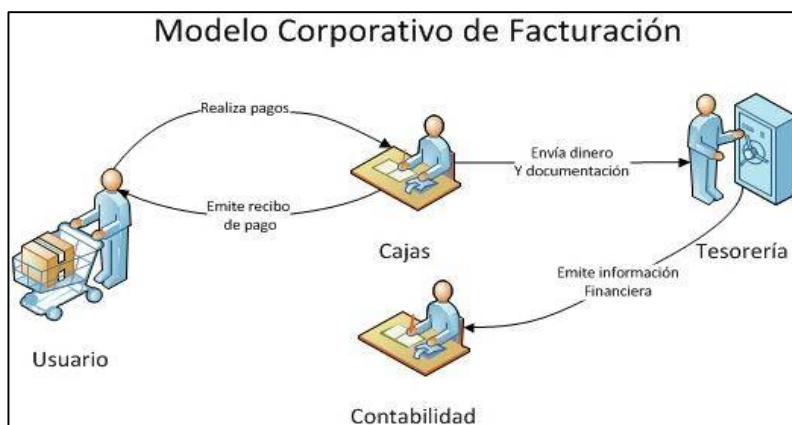 Modelo Corporativo de Facturación
Realiza pagos
Envía dinero
Y documentación
Emite recibo
de pago
Cajas
Tesorería
Emite información
Financiera
Usuario
Contabilidad